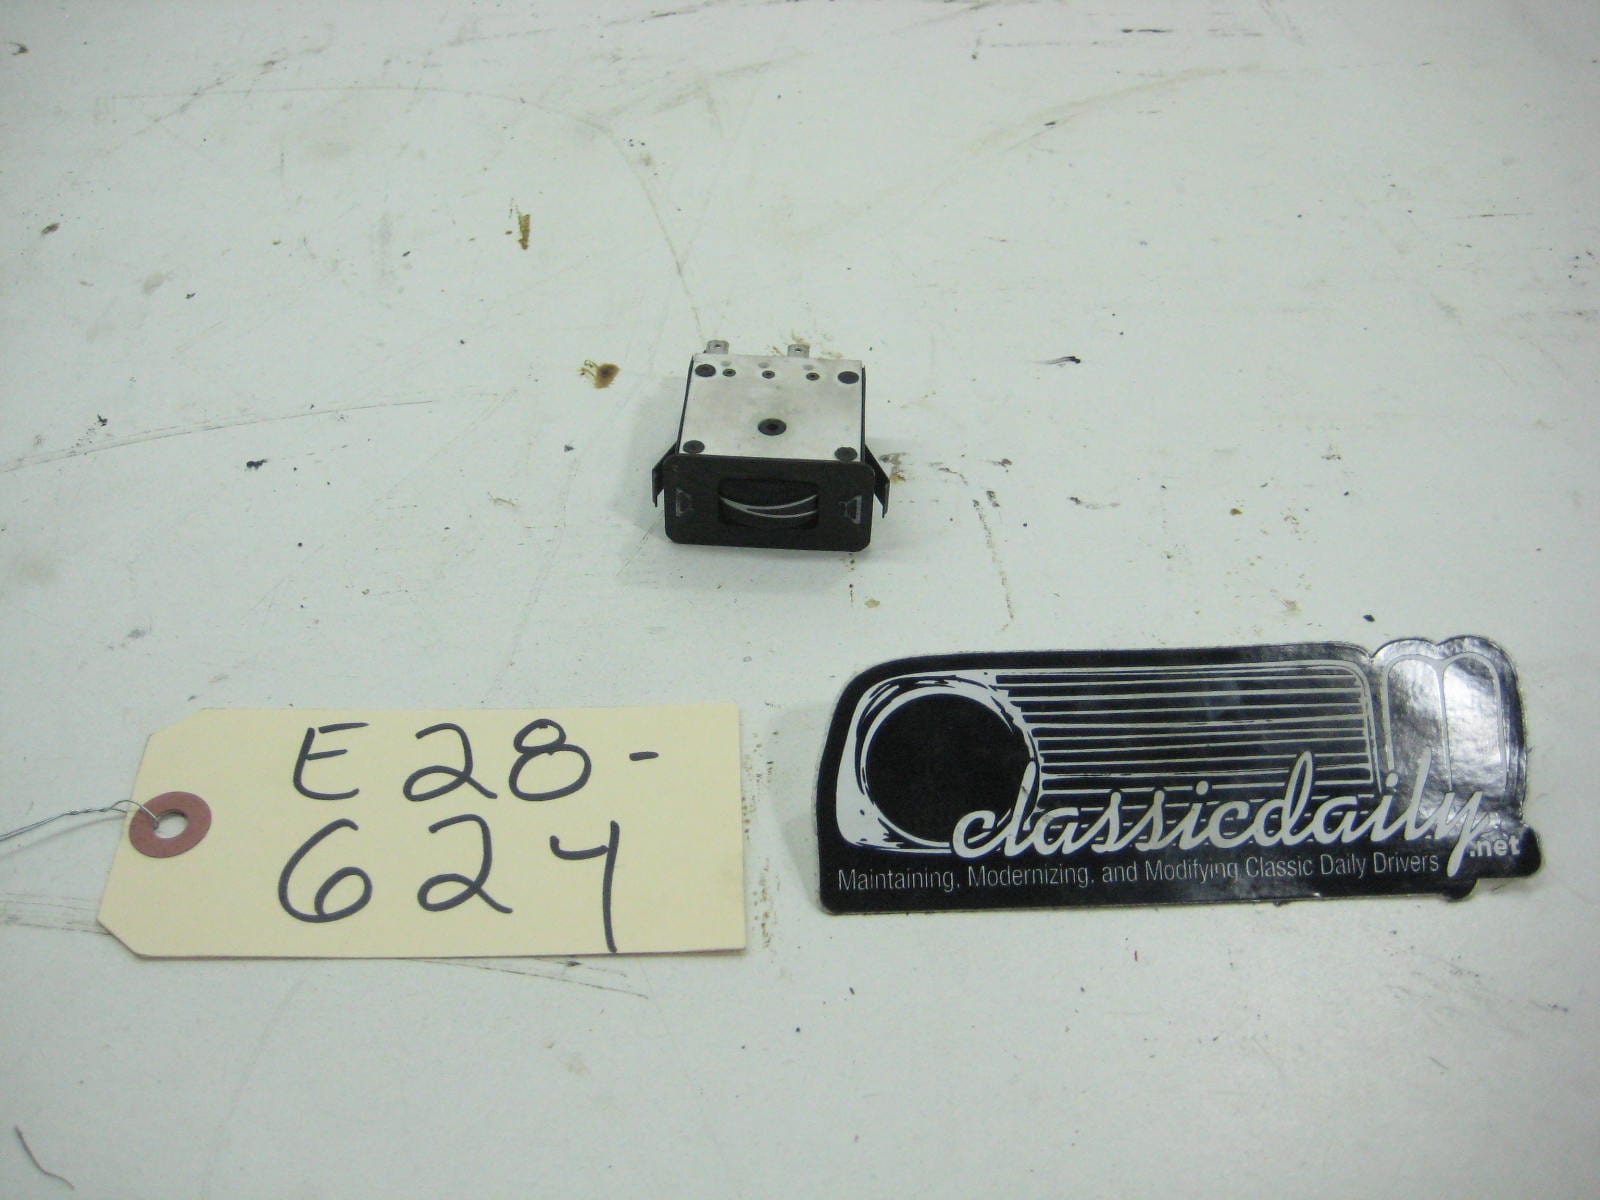 E28-
624
classicdaily.net
Maintaining, Modernizing, and Modifying Classic Daily Drivers